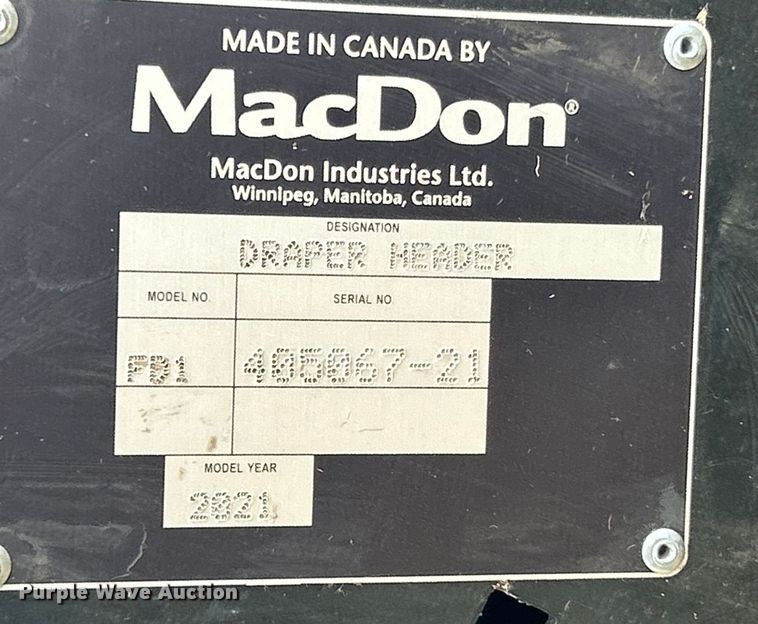 MADE IN CANADA BY
MacDon®
MacDon Industries Ltd.
Winnipeg, Manitoba, Canada
DESIGNATION
DRAPER HEADER
MODEL NO.
SERIAL NO.
405067-21
MODEL YEAR
2021
Purple Wave Auction